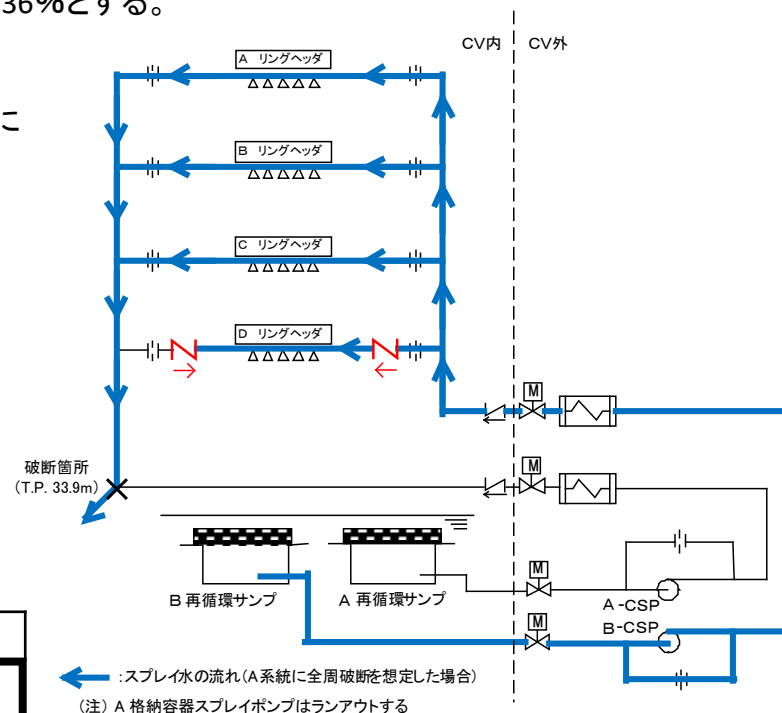 36%とする。
に
CV内
CV外
A リングヘッダ
B リングヘッダ
C リングヘッダ
D リングヘッダ
M
破断箇所
(T.P. 33.9m)
M
M
B 再循環サンプ
A 再循環サンプ
A-CSP
B-CSP
M
:スプレイ水の流れ(A系統に全周破断を想定した場合)
(注) A 格納容器スプレイポンプはランアウトする